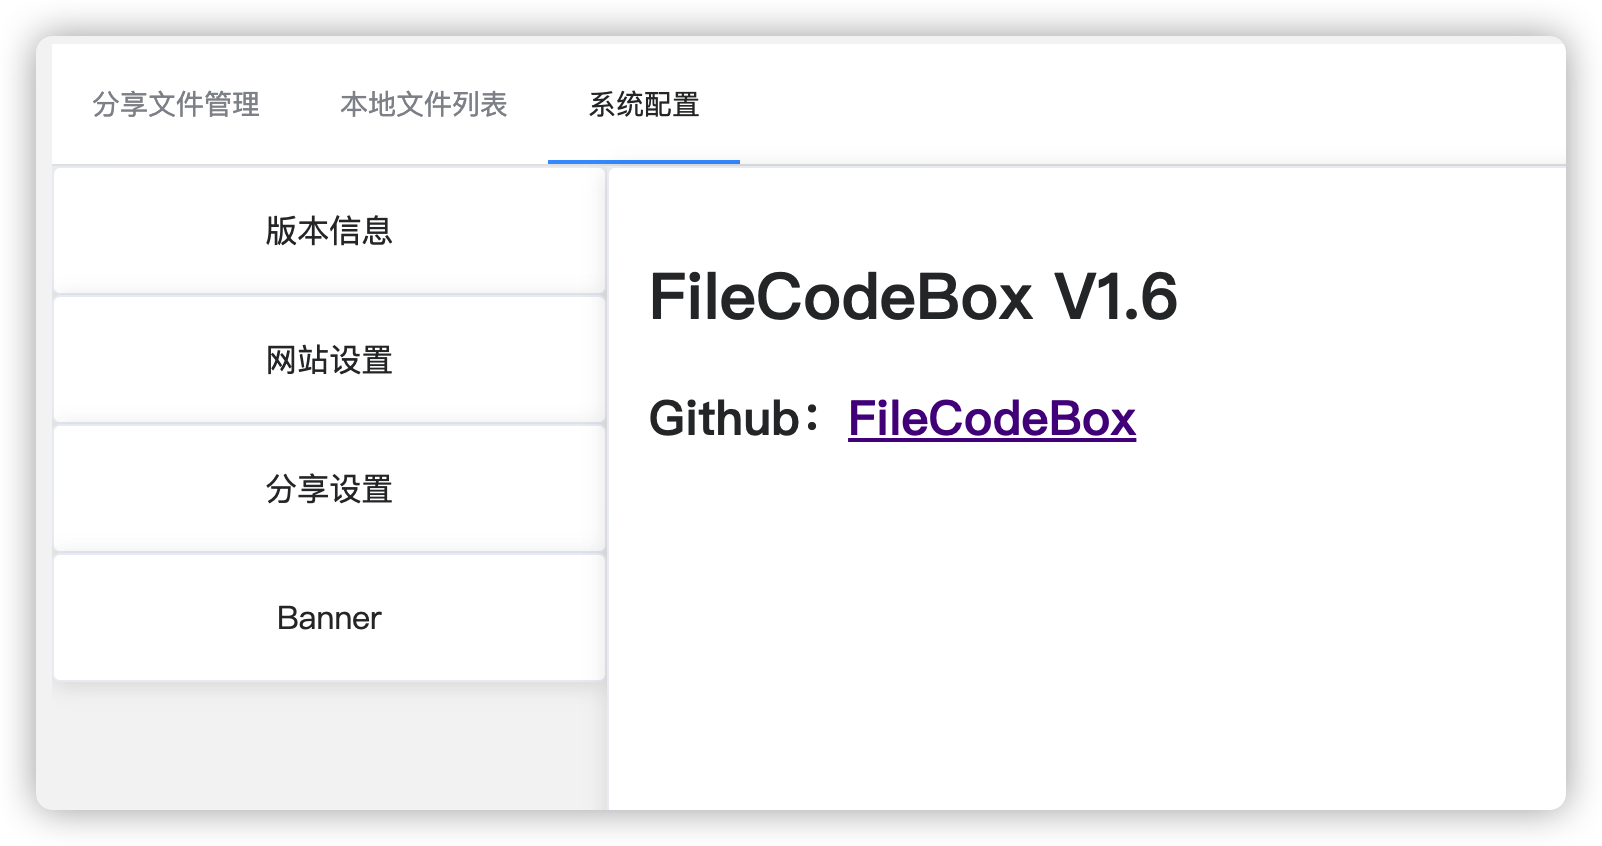 分享文件管理 本地文件列表 系统配置
版本信息
网站设置
分享设置
Banner
FileCodeBox V1.6
Github：FileCodeBox